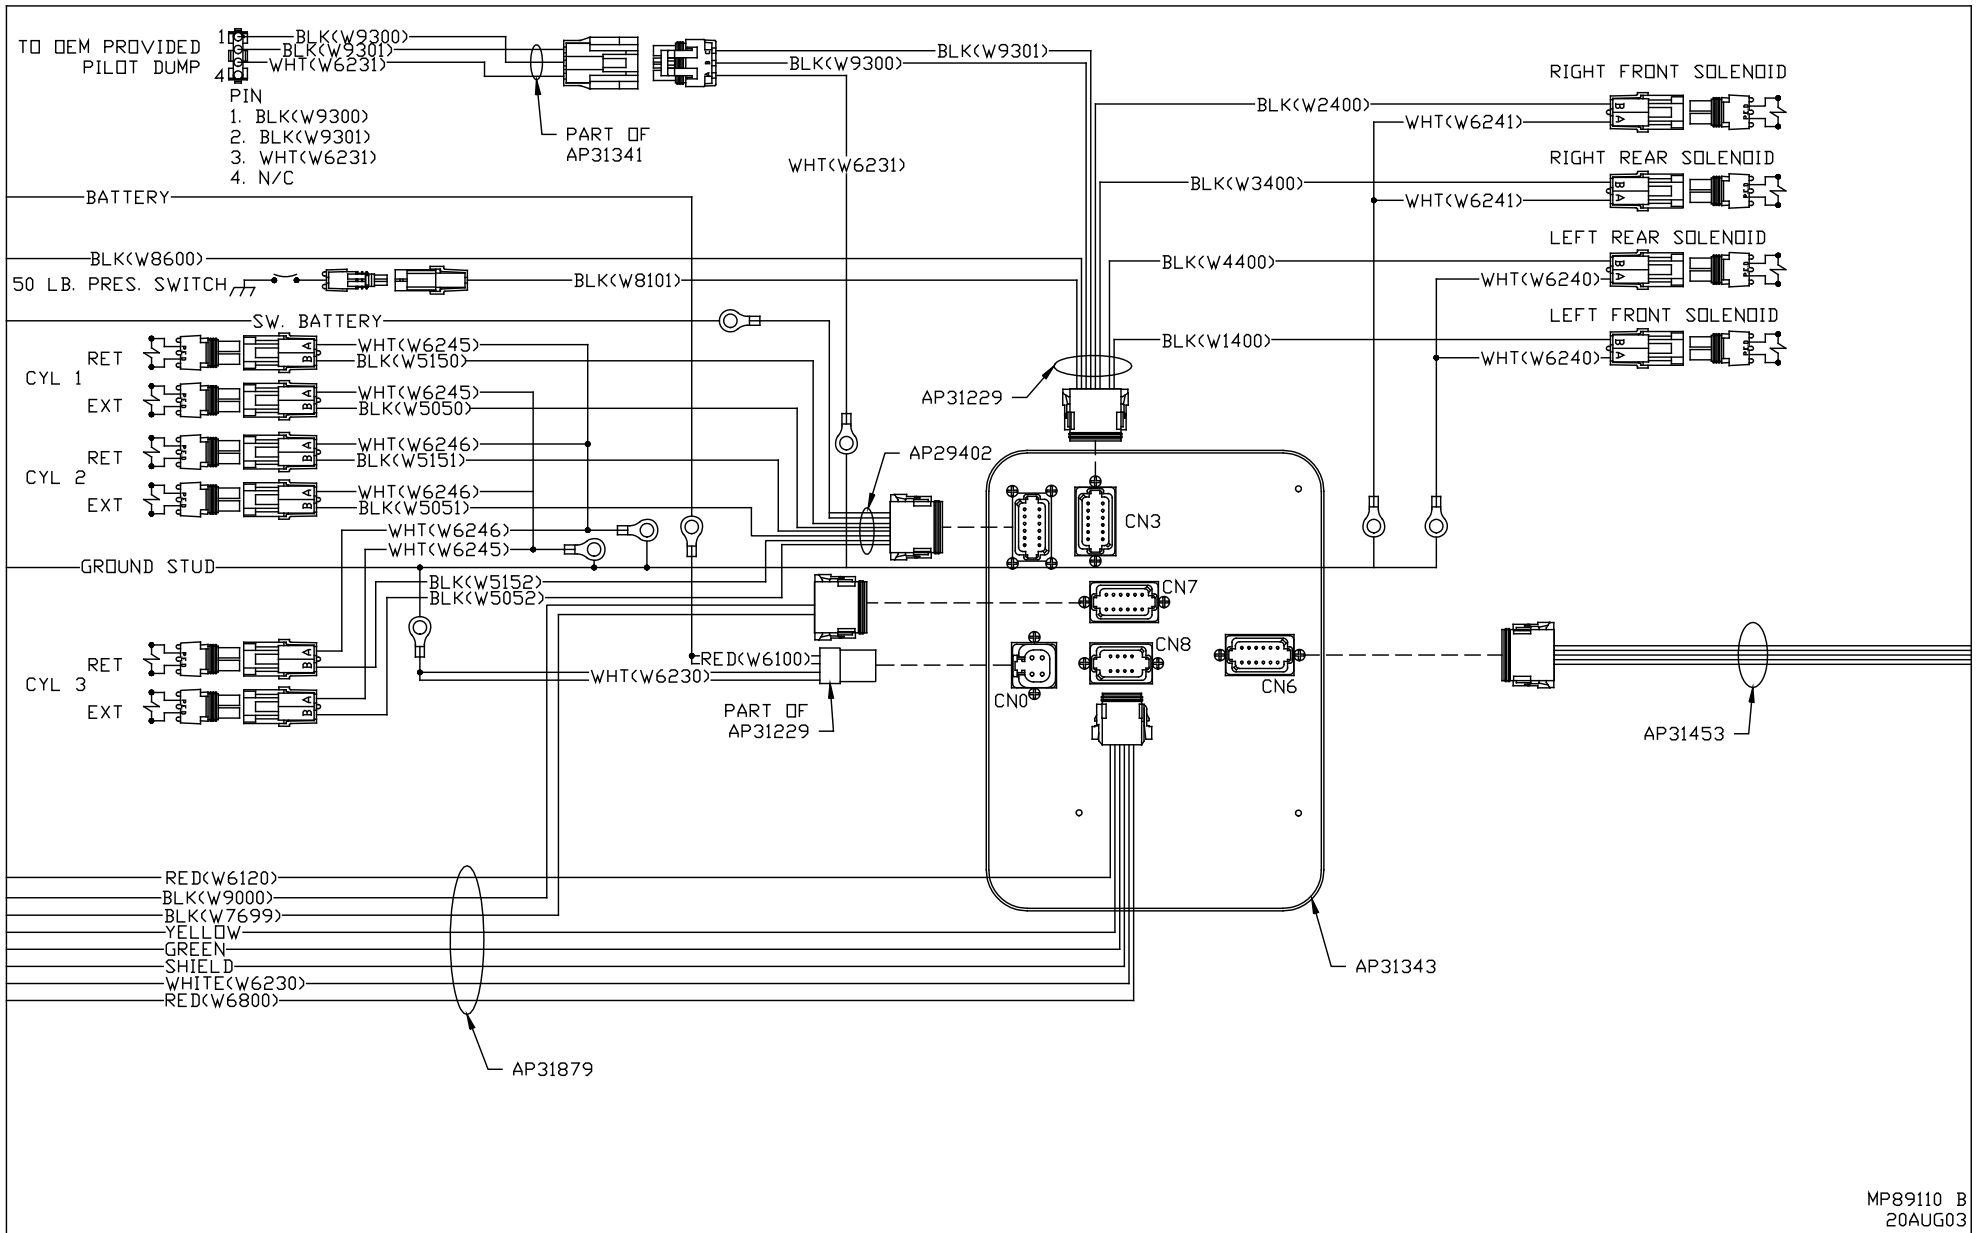 TO OEM PROVIDED
PILOT DUMP
1
4
BLK(W9300)
BLK(W9301)
WHT(W6231)
PIN
1. BLK(W9300)
2. BLK(W9301)
3. WHT(W6231)
4. N/C
PART OF
AP31341
BLK(W9301)
BLK(W9300)
WHT(W6231)
BATTERY
BLK(W8600)
50 LB. PRES. SWITCH
BLK(W8101)
SW. BATTERY
RIGHT FRONT SOLENOID
BLK(W2400)
WHT(W6241)
B
A
RIGHT REAR SOLENOID
BLK(W3400)
WHT(W6241)
B
A
LEFT REAR SOLENOID
BLK(W4400)
WHT(W6240)
B
A
LEFT FRONT SOLENOID
BLK(W1400)
WHT(W6240)
B
A
CYL 1
RET
A
B
WHT(W6245)
BLK(W5150)
EXT
A
B
WHT(W6245)
BLK(W5050)
CYL 2
RET
A
B
WHT(W6246)
BLK(W5151)
EXT
A
B
WHT(W6246)
BLK(W5051)
WHT(W6246)
WHT(W6245)
GROUND STUD
BLK(W5152)
BLK(W5052)
CYL 3
RET
A
B
EXT
A
B
AP31229
AP29402
CN3
CN7
CN8
CN0
CN6
RED(W6100)
WHT(W6230)
PART OF
AP31229
AP31453
RED(W6120)
BLK(W9000)
BLK(W7699)
YELLOW
GREEN
SHIELD
WHITE(W6230)
RED(W6800)
AP31343
AP31879
MP89110 B
20AUG03